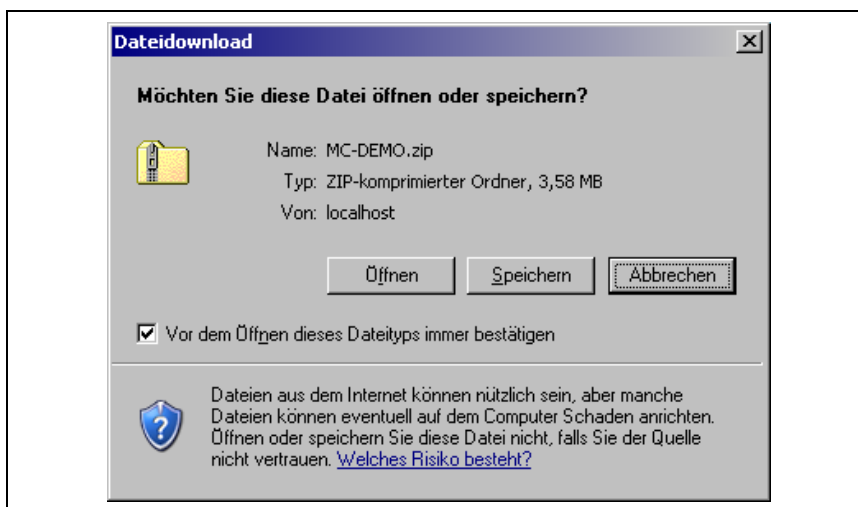 Dateidownload
Möchten Sie diese Datei öffnen oder speichern?
Name: MC-DEMO.zip
Typ: ZIP-komprimierter Ordner, 3,58 MB
Von: localhost
Öffnen Speichern Abbrechen
Vor dem Öffnen dieses Dateityps immer bestätigen
Dateien aus dem Internet können nützlich sein, aber manche
Dateien können eventuell auf dem Computer Schaden anrichten.
Öffnen oder speichern Sie diese Datei nicht, falls Sie der Quelle
nicht vertrauen. Welches Risiko besteht?